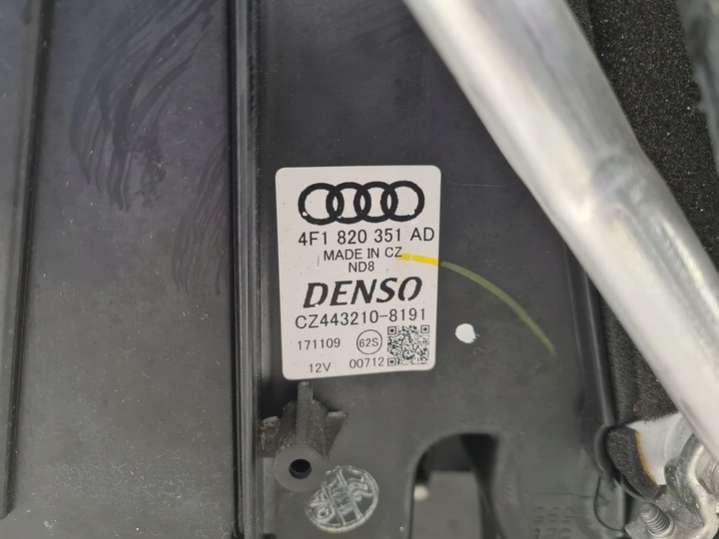 4F1 820 351 AD
MADE IN CZ
ND8
DENSO
CZ443210-8191
171109 62S
12V 00712